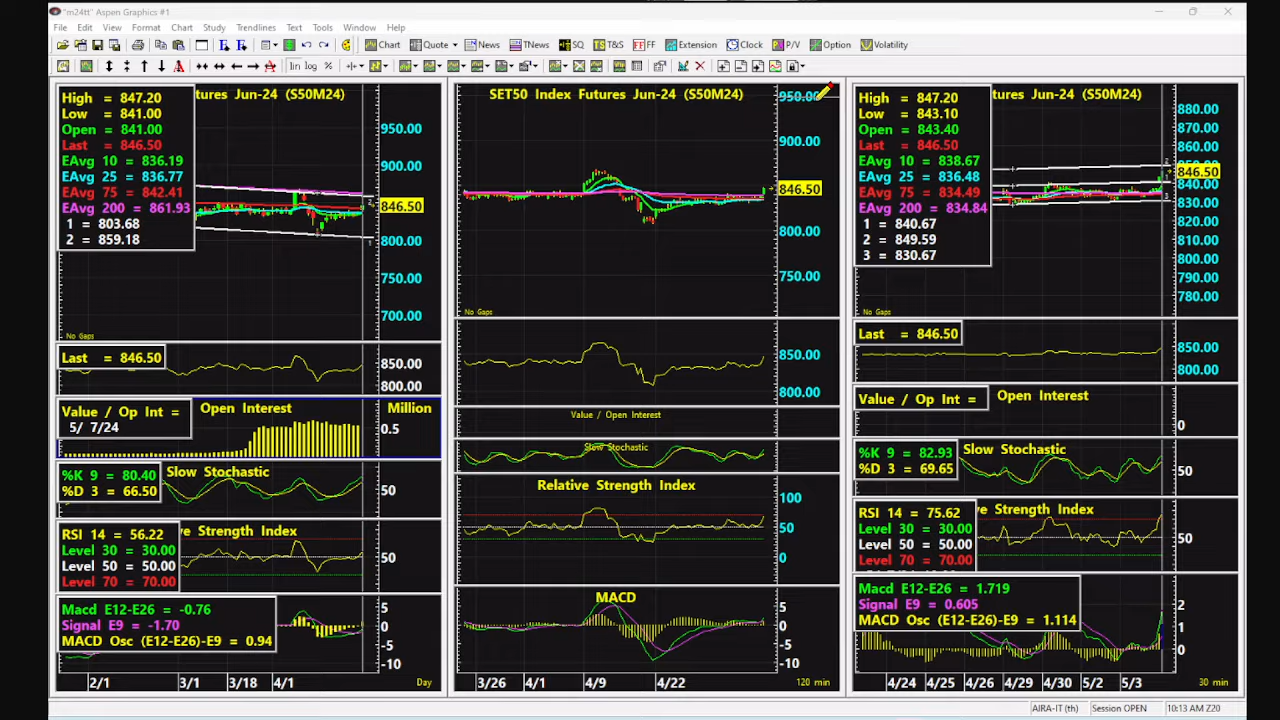 "m24tt" Aspen Graphics #1
File Edit View Format Chart Study Trendlines Text Tools Window Help
Chart Quote News TNews SQ T&S FF Extension Clock P/V Option Volatility
lin log %
High = 847.20
Low = 841.00
Open = 841.00
Last = 846.50
EAvg 10 = 836.19
EAvg 25 = 836.77
EAvg 75 = 842.41
EAvg 200 = 861.93
1 = 803.68
2 = 859.18
tures Jun-24 (S50M24)
950.00
900.00
846.50
800.00
750.00
700.00
2
1
No Gaps
Last = 846.50
850.00
800.00
Value / Op Int =
5/ 7/24
Open Interest
Million
0.5
%K 9 = 80.40
%D 3 = 66.50
Slow Stochastic
50
RSI 14 = 56.22
Level 30 = 30.00
Level 50 = 50.00
Level 70 = 70.00
ve Strength Index
50
Macd E12-E26 = -0.76
Signal E9 = -1.70
MACD Osc (E12-E26)-E9 = 0.94
5
0
-5
-10
2/1 3/1 3/18 4/1 Day
SET50 Index Futures Jun-24 (S50M24)
950.00
900.00
846.50
800.00
750.00
No Gaps
850.00
800.00
Value / Open Interest
Slow Stochastic
Relative Strength Index
100
50
0
MACD
5
0
-5
-10
3/26 4/1 4/9 4/22 120 min
High = 847.20
Low = 843.10
Open = 843.40
Last = 846.50
EAvg 10 = 838.67
EAvg 25 = 836.48
EAvg 75 = 834.49
EAvg 200 = 834.84
1 = 840.67
2 = 849.59
3 = 830.67
tures Jun-24 (S50M24)
880.00
870.00
860.00
846.50
840.00
830.00
820.00
810.00
800.00
790.00
780.00
2
1
3
No Gaps
Last = 846.50
850.00
800.00
Value / Op Int =
Open Interest
0
%K 9 = 82.93
%D 3 = 69.65
Slow Stochastic
50
RSI 14 = 75.62
Level 30 = 30.00
Level 50 = 50.00
Level 70 = 70.00
e Strength Index
50
Macd E12-E26 = 1.719
Signal E9 = 0.605
MACD Osc (E12-E26)-E9 = 1.114
2
1
0
4/24 4/25 4/26 4/29 4/30 5/2 5/3 30 min
AIRA-IT (th) Session OPEN 10:13 AM Z20